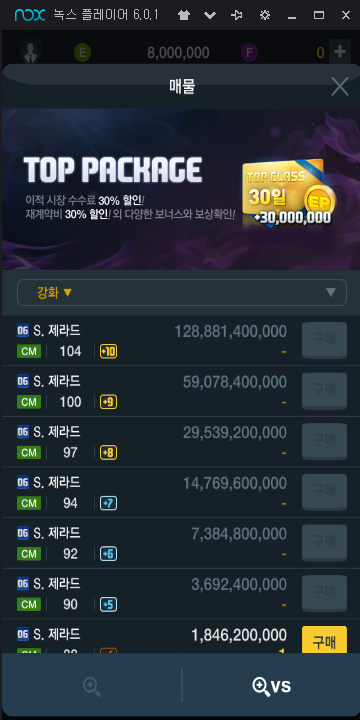 nox 녹스 플레이어 6.0.1
E 8,000,000 F 0 +
매물
TOP PACKAGE
이적 시장 수수료 30% 할인!
재계약비 30% 할인! 외 다양한 보너스와 보상확인!
TOP CLASS
30일
EP
+30,000,000
강화 ▼
06 S. 제라드 128,881,400,000 구매
CM 104 +10 -
06 S. 제라드 59,078,400,000 구매
CM 100 +9 -
06 S. 제라드 29,539,200,000 구매
CM 97 +8 -
06 S. 제라드 14,769,600,000 구매
CM 94 +7 -
06 S. 제라드 7,384,800,000 구매
CM 92 +6 -
06 S. 제라드 3,692,400,000 구매
CM 90 +5 -
06 S. 제라드 1,846,200,000 구매
VS